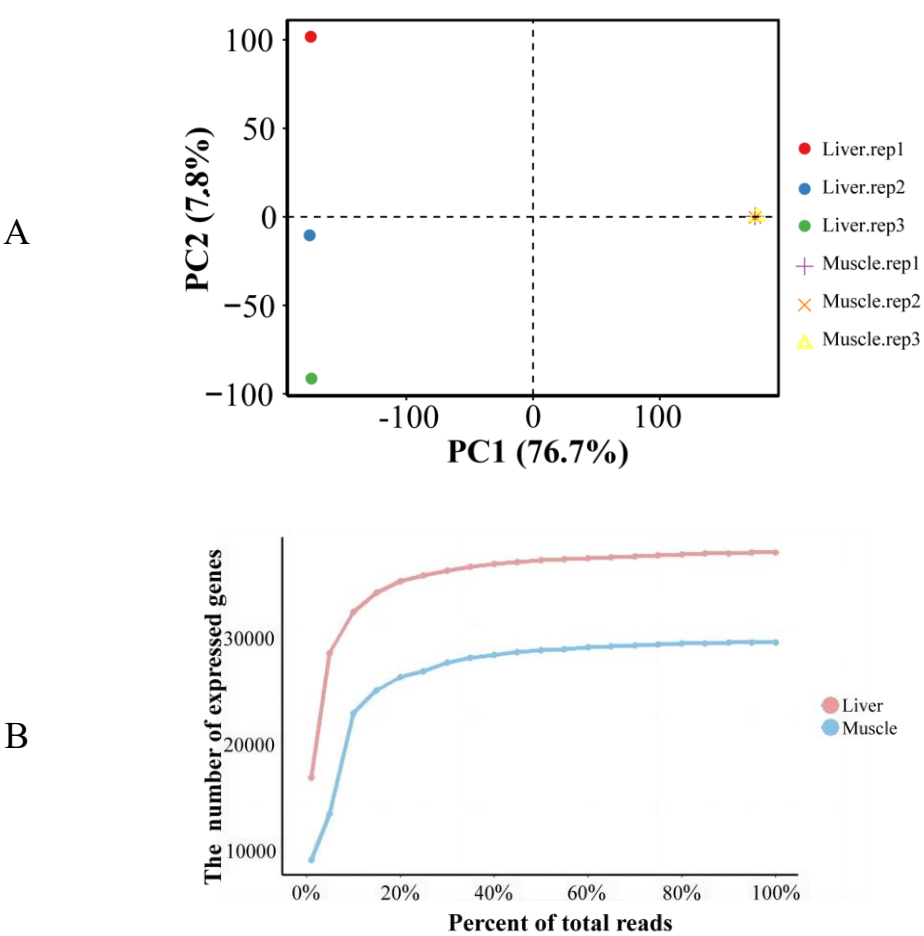 A
PC2 (7.8%)
100
50
0
−50
−100
-100 0 100
PC1 (76.7%)
Liver.rep1
Liver.rep2
Liver.rep3
Muscle.rep1
Muscle.rep2
Muscle.rep3
B
The number of expressed genes
30000
20000
10000
0% 20% 40% 60% 80% 100%
Percent of total reads
Liver
Muscle